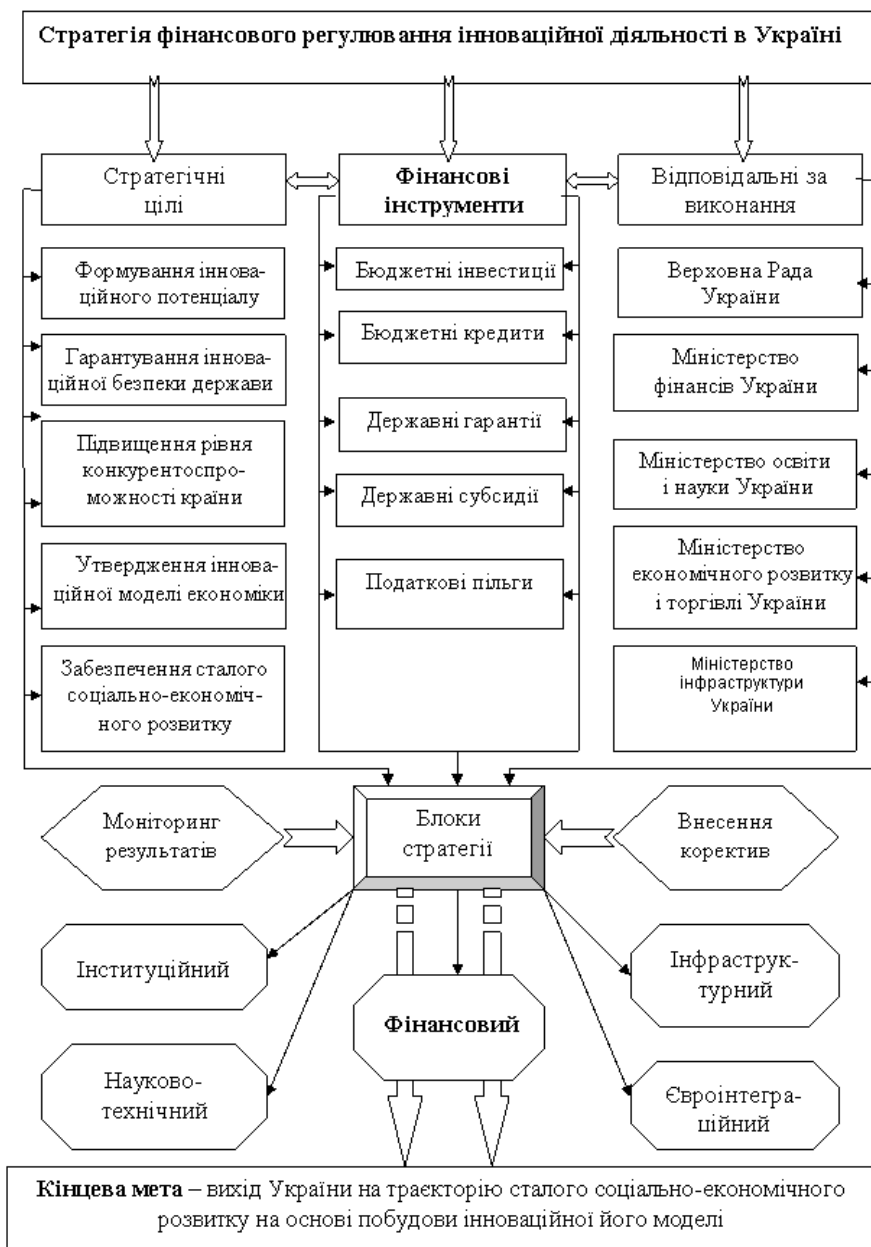 Стратегія фінансового регулювання інноваційної діяльності в Україні
Стратегічні
цілі
Фінансові
інструменти
Відповідальні за
виконання
Формування іннова-
ційного потенціалу
Гарантування іннова-
ційної безпеки держави
Підвищення рівня
конкурентоспро-
можності країни
Утвердження іннова-
ційної моделі економіки
Забезпечення сталого
соціально-економіч-
ного розвитку
Бюджетні інвестиції
Бюджетні кредити
Державні гарантії
Державні субсидії
Податкові пільги
Верховна Рада
України
Міністерство
фінансів України
Міністерство освіти
і науки України
Міністерство
економічного розвитку
і торгівлі України
Міністерство
інфраструктури
України
Моніторинг
результатів
Блоки
стратегії
Внесення
коректив
Інституційний
Фінансовий
Інфраструк-
турний
Науково-
технічний
Євроінтегра-
ційний
Кінцева мета – вихід України на траєкторію сталого соціально-економічного
розвитку на основі побудови інноваційної його моделі